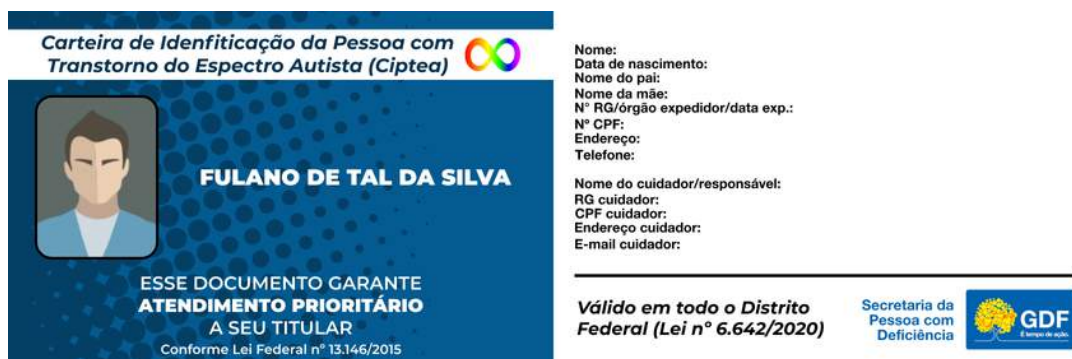 Carteira de Idenfiticação da Pessoa com
Transtorno do Espectro Autista (Ciptea)
FULANO DE TAL DA SILVA
ESSE DOCUMENTO GARANTE
ATENDIMENTO PRIORITÁRIO
A SEU TITULAR
Conforme Lei Federal nº 13.146/2015
Nome:
Data de nascimento:
Nome do pai:
Nome da mãe:
N° RG/órgão expedidor/data exp.:
Nº CPF:
Endereço:
Telefone:
Nome do cuidador/responsável:
RG cuidador:
CPF cuidador:
Endereço cuidador:
E-mail cuidador:
Válido em todo o Distrito
Federal (Lei nº 6.642/2020)
Secretaria da
Pessoa com
Deficiência
GDF
É tempo de ação.